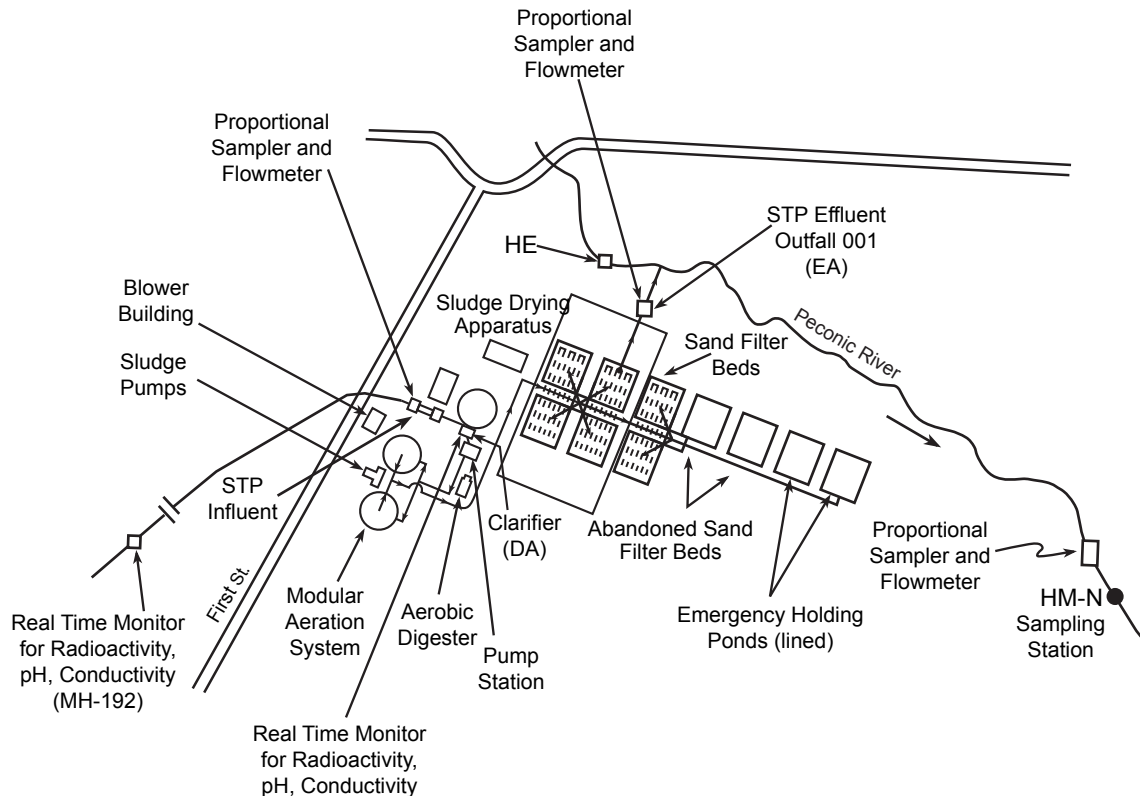 Proportional
Sampler and
Flowmeter
Proportional
Sampler and
Flowmeter
HE
STP Effluent
Outfall 001
(EA)
Blower
Building
Sludge Drying
Apparatus
Peconic River
Sand Filter
Beds
Sludge
Pumps
STP
Influent
Clarifier
(DA)
Abandoned Sand
Filter Beds
Proportional
Sampler and
Flowmeter
First St.
Modular
Aeration
System
Aerobic
Digester
Pump
Station
Emergency Holding
Ponds (lined)
HM-N
Sampling
Station
Real Time Monitor
for Radioactivity,
pH, Conductivity
(MH-192)
Real Time Monitor
for Radioactivity,
pH, Conductivity